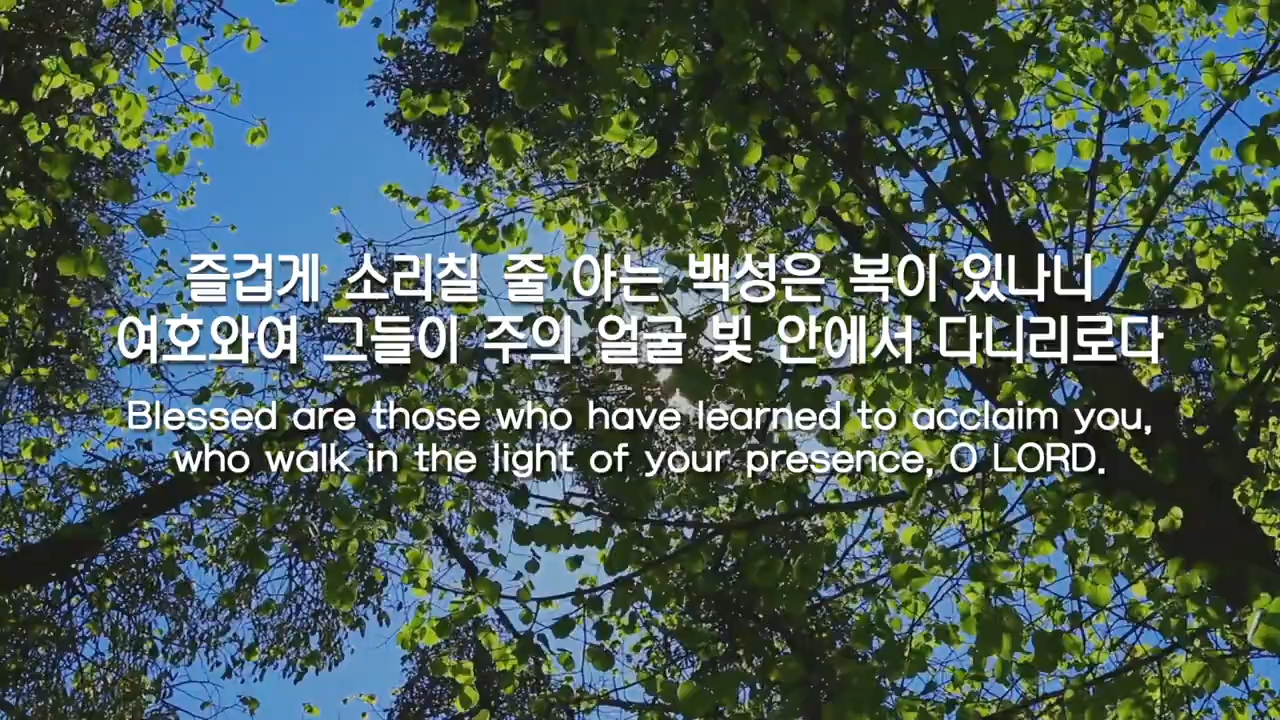 즐겁게 소리칠 줄 아는 백성은 복이 있나니
여호와여 그들이 주의 얼굴 빛 안에서 다니리로다
Blessed are those who have learned to acclaim you,
who walk in the light of your presence, O LORD.